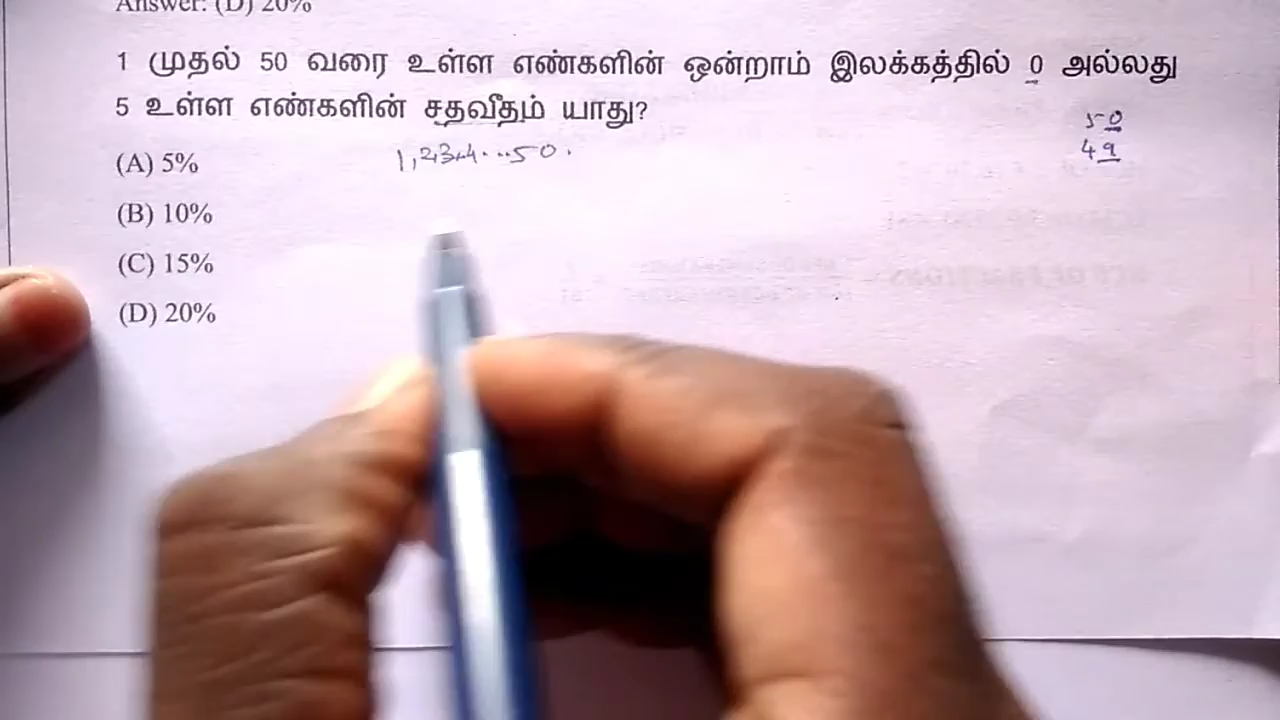 Answer: (D) 20%
1 முதல் 50 வரை உள்ள எண்களின் ஒன்றாம் இலக்கத்தில் 0 அல்லது
5 உள்ள எண்களின் சதவீதம் யாது?
50
49
1,2,3,4...50.
(A) 5%
(B) 10%
(C) 15%
(D) 20%